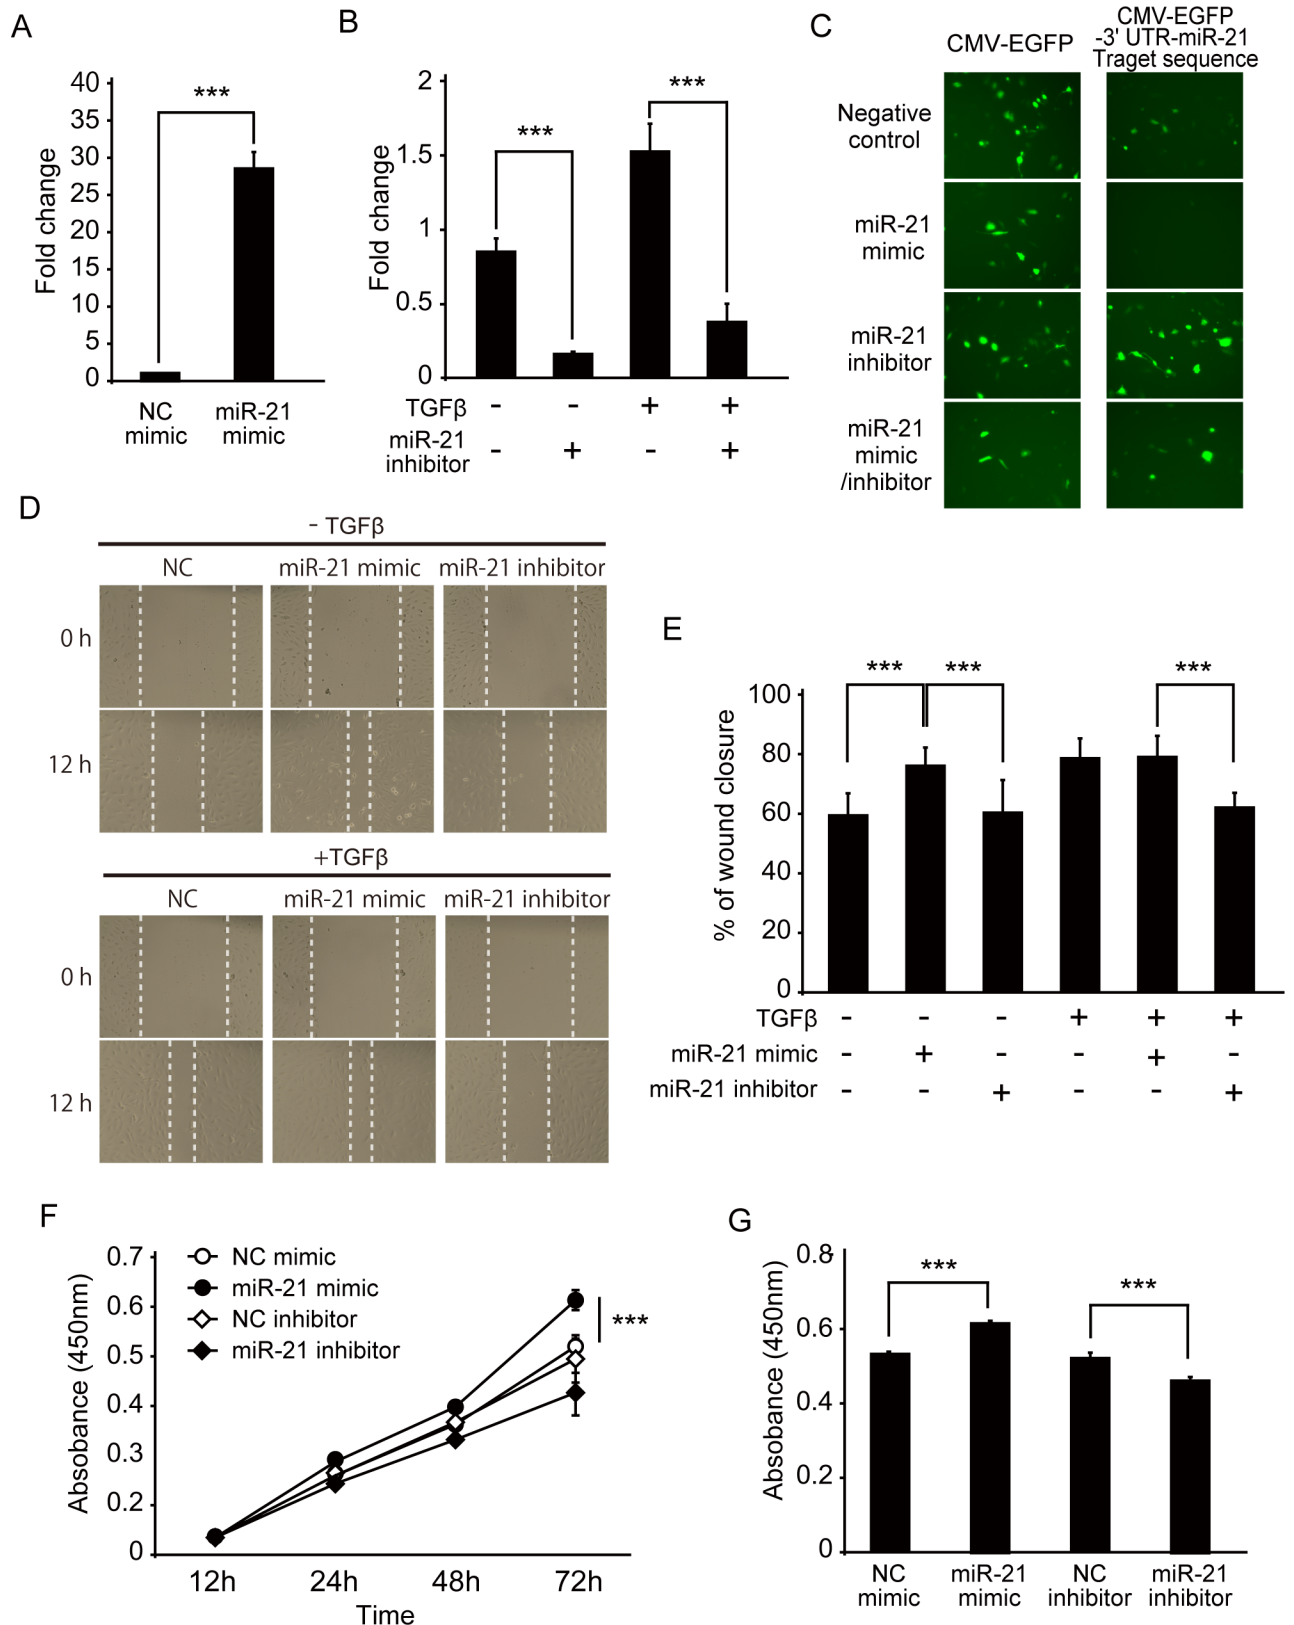 A
Fold change
40
35
30
25
20
15
10
5
0
***
NC
mimic
miR-21
mimic
B
Fold change
2
1.5
1
0.5
0
***
***
TGFβ - - + +
miR-21
inhibitor - + - +
C
CMV-EGFP
CMV-EGFP
-3' UTR-miR-21
Traget sequence
Negative
control
miR-21
mimic
miR-21
inhibitor
miR-21
mimic
/inhibitor
D
- TGFβ
NC miR-21 mimic miR-21 inhibitor
0 h
12 h
+TGFβ
NC miR-21 mimic miR-21 inhibitor
0 h
12 h
E
% of wound closure
100
80
60
40
20
0
*** *** ***
TGFβ - - - + + +
miR-21 mimic - + - - + -
miR-21 inhibitor - - + - - +
F
Absobance (450nm)
0.7
0.6
0.5
0.4
0.3
0.2
0
NC mimic
miR-21 mimic
NC inhibitor
miR-21 inhibitor
***
12h 24h 48h 72h
Time
G
Absobance (450nm)
0.8
0.6
0.4
0.2
0
*** ***
NC
mimic
miR-21
mimic
NC
inhibitor
miR-21
inhibitor